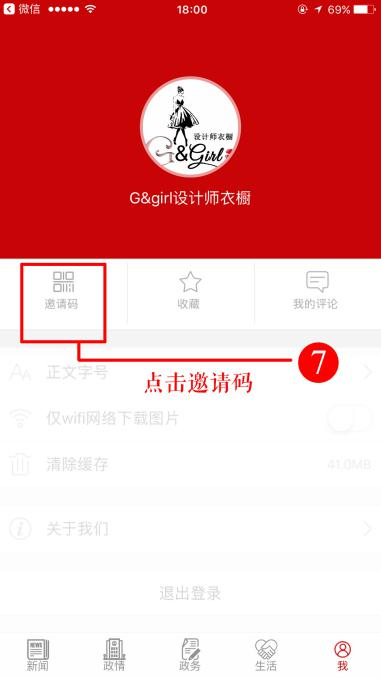 微信
18:00
69%
设计师衣橱
G&Girl
G&girl设计师衣橱
邀请码
收藏
我的评论
7
点击邀请码
AA
正文字号
仅wifi网络下载图片
清除缓存
41.0MB
关于我们
退出登录
NEWS
新闻
政情
政务
生活
我